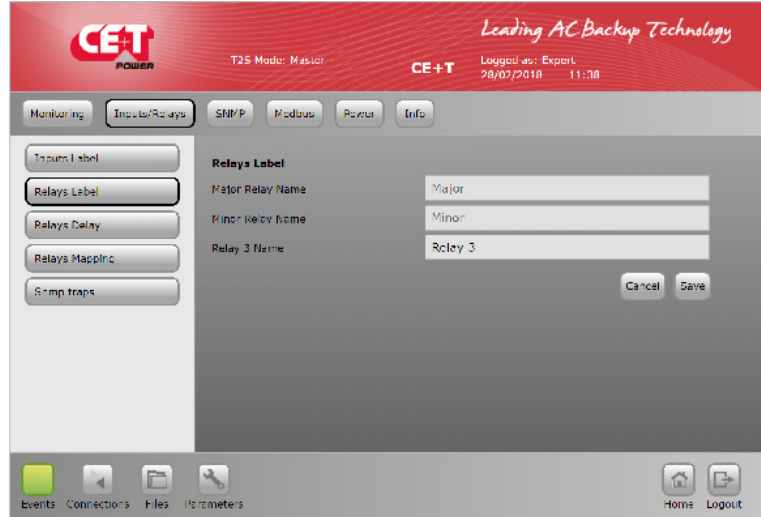 CE+T
POWER
Leading AC Backup Technology
T2S Mode: Master
CE+T
Logged as: Expert
28/02/2018 11:38
Monitoring
Inputs/Relays
SNMP
Modbus
Power
Info
Inputs Label
Relays Label
Relays Delay
Relays Mapping
Snmp traps
Relays Label
Major Relay Name
Major
Minor Relay Name
Minor
Relay 3 Name
Relay 3
Cancel
Save
Events
Connections
Files
Parameters
Home
Logout